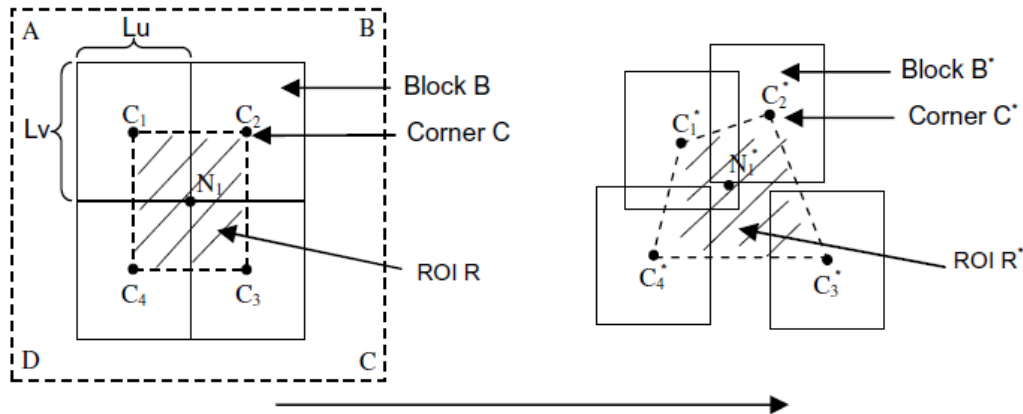 A
Lu
B
Lv
C1
C2
N1
C4
C3
D
C
Block B
Corner C
ROI R
C1*
C2*
N1*
C4*
C3*
Block B*
Corner C*
ROI R*